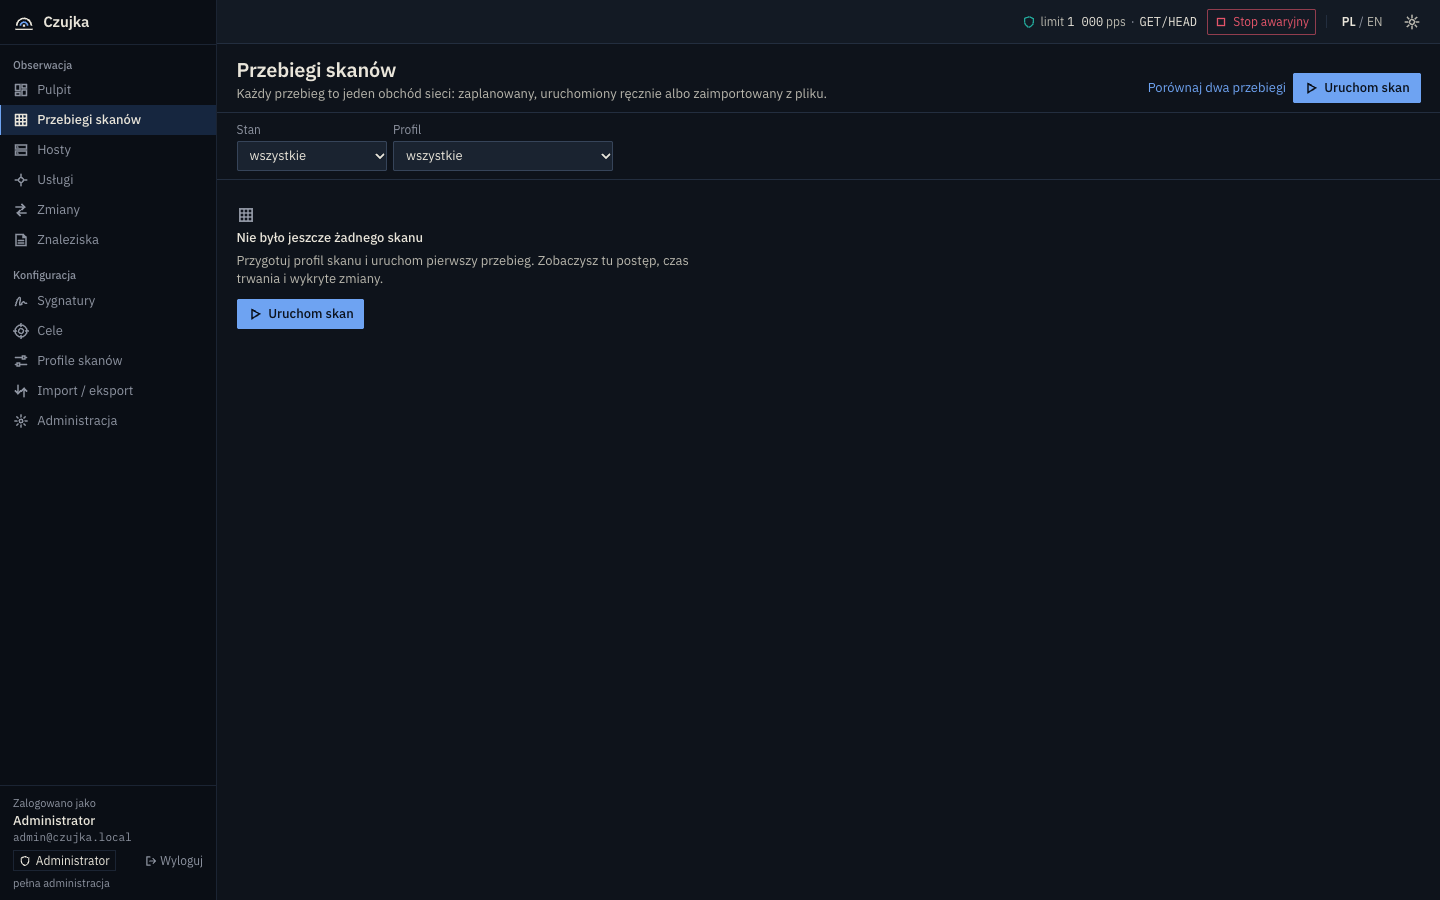 Czujka
limit 1 000 pps · GET/HEAD
Stop awaryjny
PL / EN
Obserwacja
Pulpit
Przebiegi skanów
Hosty
Usługi
Zmiany
Znaleziska
Konfiguracja
Sygnatury
Cele
Profile skanów
Import / eksport
Administracja
Zalogowano jako
Administrator
admin@czujka.local
Administrator
Wyloguj
pełna administracja
Przebiegi skanów
Każdy przebieg to jeden obchód sieci: zaplanowany, uruchomiony ręcznie albo zaimportowany z pliku.
Porównaj dwa przebiegi
Uruchom skan
Stan
Profil
wszystkie
wszystkie
Nie było jeszcze żadnego skanu
Przygotuj profil skanu i uruchom pierwszy przebieg. Zobaczysz tu postęp, czas
trwania i wykryte zmiany.
Uruchom skan